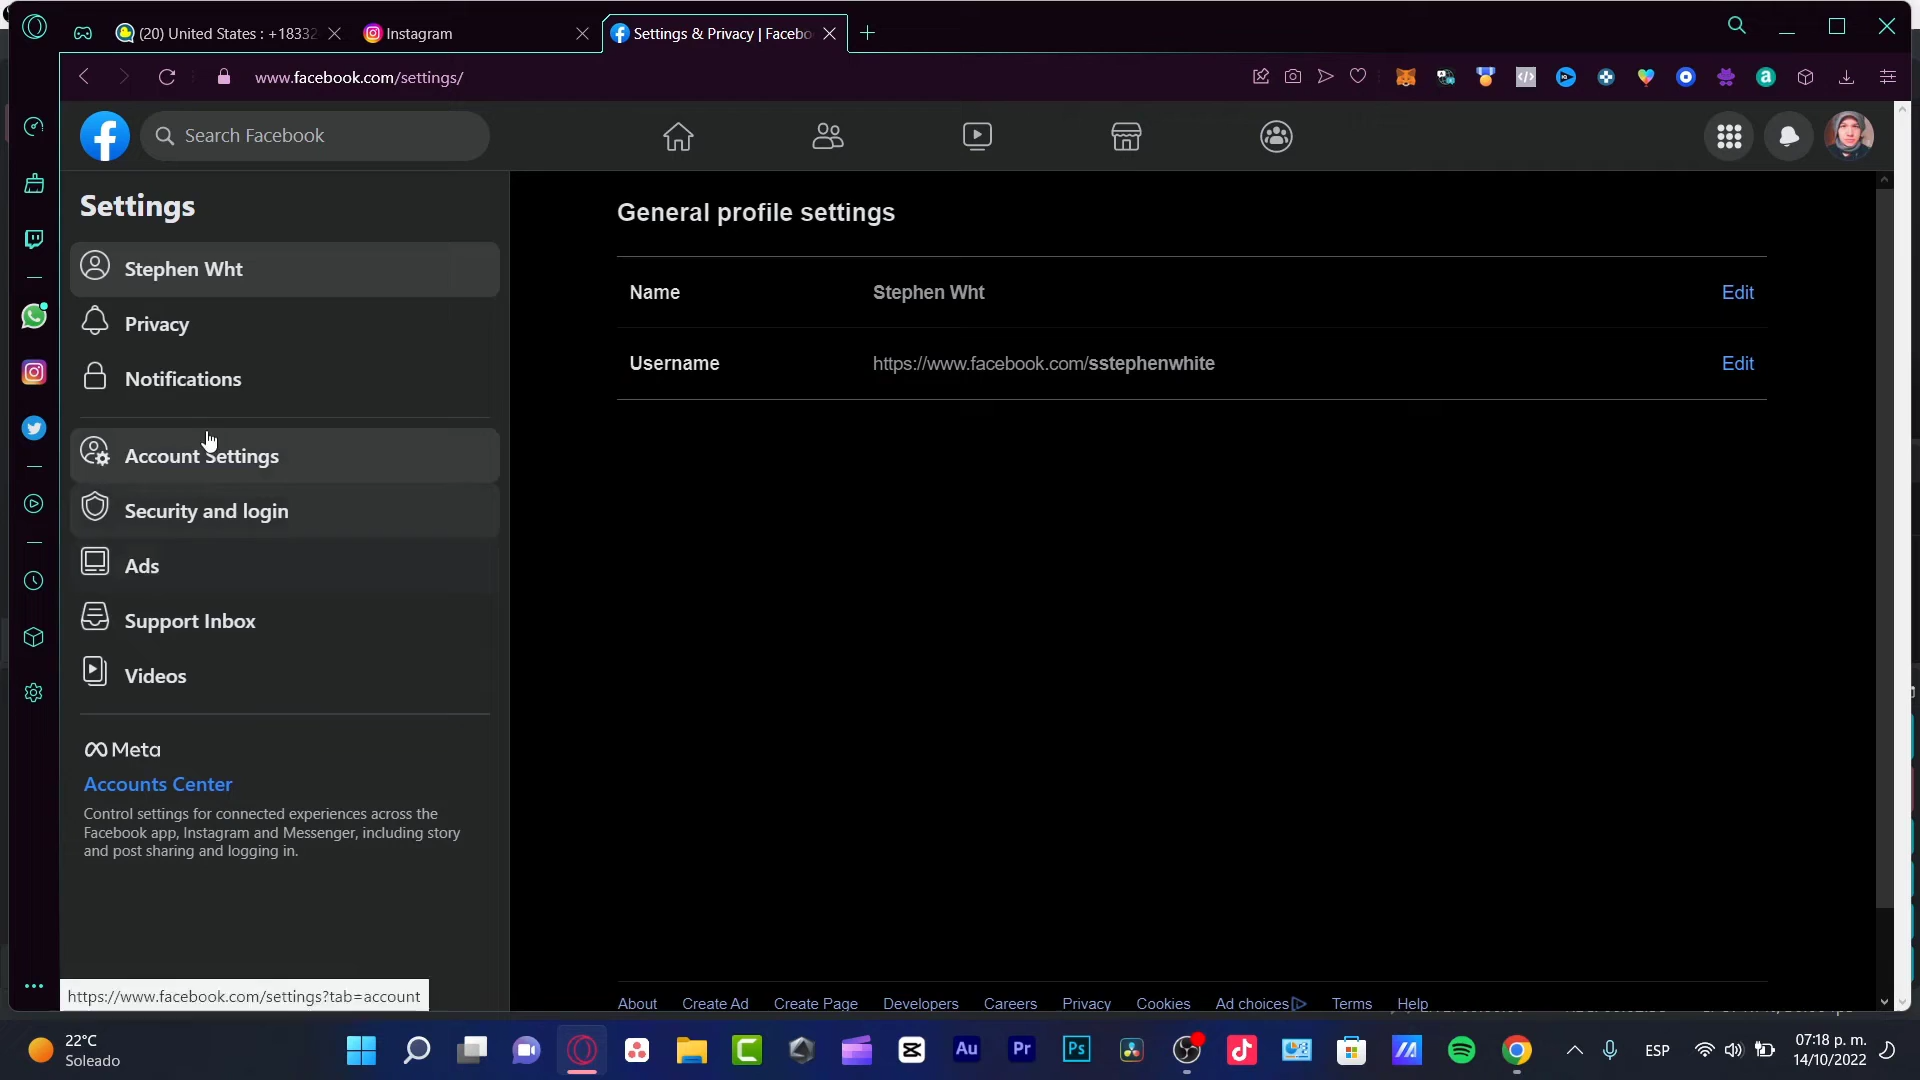 (20) United States : +18332
Instagram
Settings & Privacy | Facebo
www.facebook.com/settings/
Search Facebook
Settings
Stephen Wht
Privacy
Notifications
Account Settings
Security and login
Ads
Support Inbox
Videos
Meta
Accounts Center
Control settings for connected experiences across the
Facebook app, Instagram and Messenger, including story
and post sharing and logging in.
General profile settings
Name Stephen Wht Edit
Username https://www.facebook.com/sstephenwhite Edit
About Create Ad Create Page Developers Careers Privacy Cookies Ad choices Terms Help
https://www.facebook.com/settings?tab=account
22°C
Soleado
Au
Pr
Ps
ESP
07:18 p. m.
14/10/2022